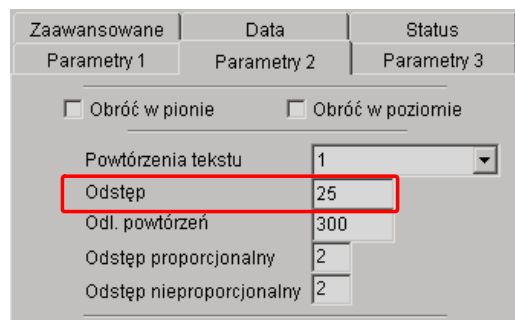 Zaawansowane Data Status
Parametry 1 Parametry 2 Parametry 3
Obróć w pionie Obróć w poziomie
Powtórzenia tekstu 1
Odstęp 25
Odl. powtórzeń 300
Odstęp proporcjonalny 2
Odstęp nieproporcjonalny 2